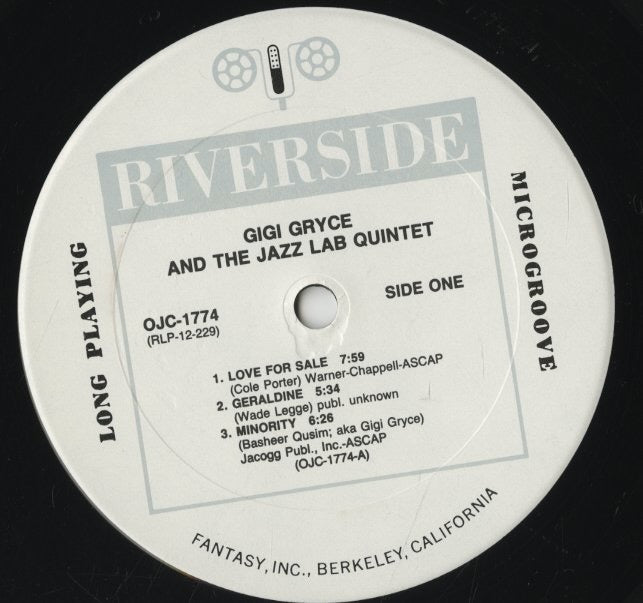 RIVERSIDE
GIGI GRYCE
AND THE JAZZ LAB QUINTET
LONG PLAYING
MICROGROOVE
OJC-1774
(RLP-12-229)
SIDE ONE
1. LOVE FOR SALE 7:59
(Cole Porter) Warner-Chappell-ASCAP
2. GERALDINE 5:34
(Wade Legge) publ. unknown
3. MINORITY 6:26
(Basheer Qusim; aka Gigi Gryce)
Jacogg Publ., Inc.-ASCAP
(OJC-1774-A)
FANTASY, INC., BERKELEY, CALIFORNIA